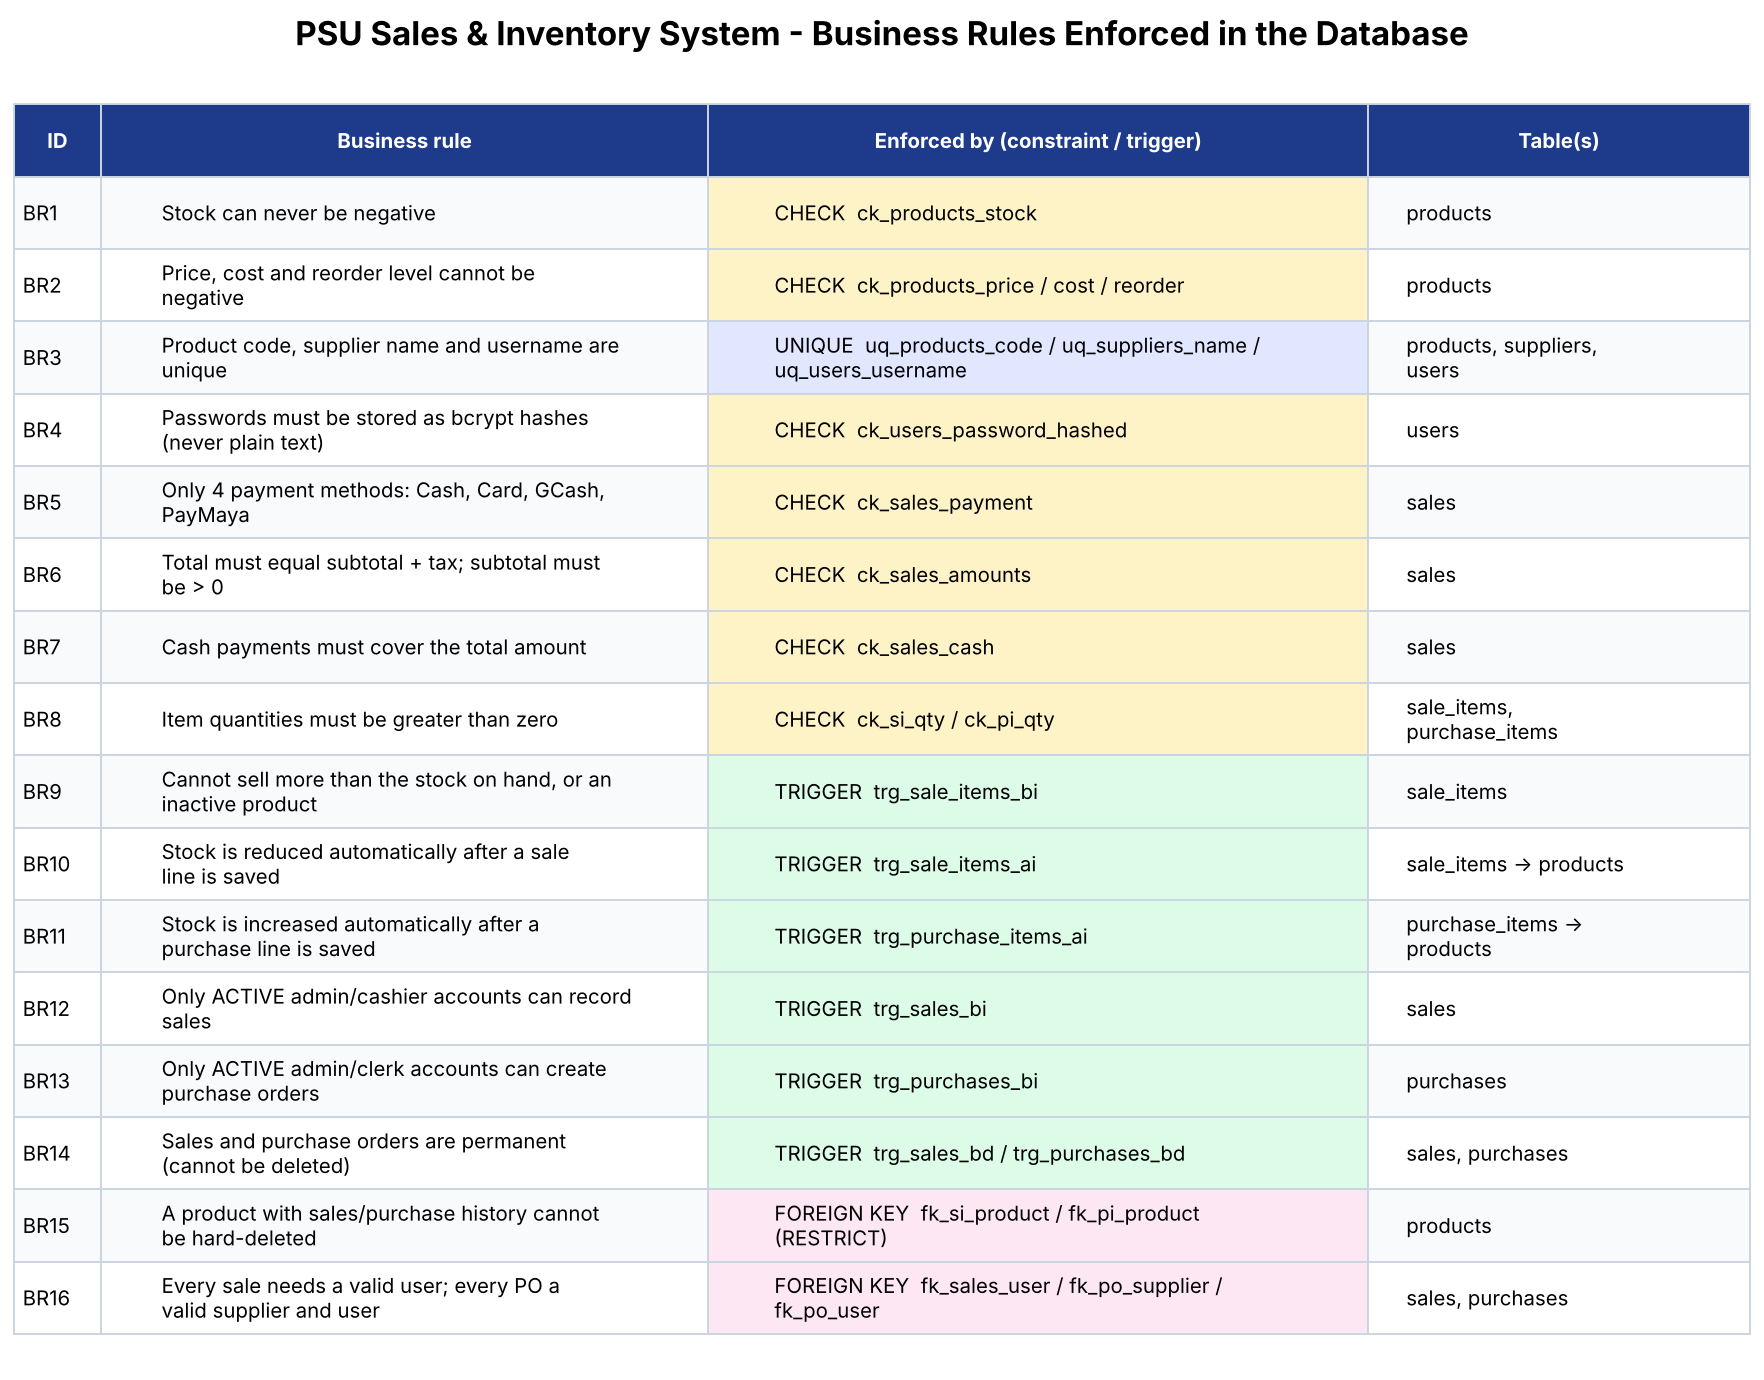 PSU Sales & Inventory System - Business Rules Enforced in the Database
ID
Business rule
Enforced by (constraint / trigger)
Table(s)
BR1
Stock can never be negative
CHECK ck_products_stock
products
BR2
Price, cost and reorder level cannot be
negative
CHECK ck_products_price / cost / reorder
products
BR3
Product code, supplier name and username are
unique
UNIQUE uq_products_code / uq_suppliers_name /
uq_users_username
products, suppliers,
users
BR4
Passwords must be stored as bcrypt hashes
(never plain text)
CHECK ck_users_password_hashed
users
BR5
Only 4 payment methods: Cash, Card, GCash,
PayMaya
CHECK ck_sales_payment
sales
BR6
Total must equal subtotal + tax; subtotal must
be > 0
CHECK ck_sales_amounts
sales
BR7
Cash payments must cover the total amount
CHECK ck_sales_cash
sales
BR8
Item quantities must be greater than zero
CHECK ck_si_qty / ck_pi_qty
sale_items,
purchase_items
BR9
Cannot sell more than the stock on hand, or an
inactive product
TRIGGER trg_sale_items_bi
sale_items
BR10
Stock is reduced automatically after a sale
line is saved
TRIGGER trg_sale_items_ai
sale_items → products
BR11
Stock is increased automatically after a
purchase line is saved
TRIGGER trg_purchase_items_ai
purchase_items →
products
BR12
Only ACTIVE admin/cashier accounts can record
sales
TRIGGER trg_sales_bi
sales
BR13
Only ACTIVE admin/clerk accounts can create
purchase orders
TRIGGER trg_purchases_bi
purchases
BR14
Sales and purchase orders are permanent
(cannot be deleted)
TRIGGER trg_sales_bd / trg_purchases_bd
sales, purchases
BR15
A product with sales/purchase history cannot
be hard-deleted
FOREIGN KEY fk_si_product / fk_pi_product
(RESTRICT)
products
BR16
Every sale needs a valid user; every PO a
valid supplier and user
FOREIGN KEY fk_sales_user / fk_po_supplier /
fk_po_user
sales, purchases